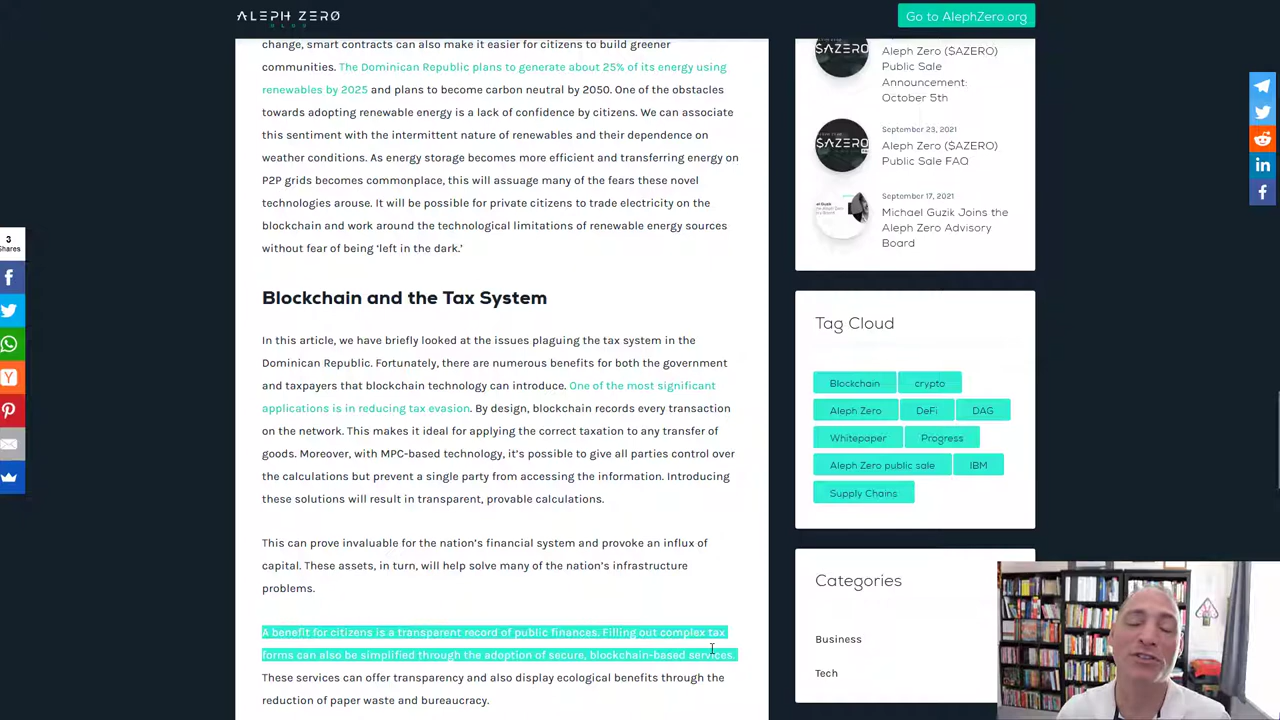 ALEPH ZERO
BLOG
Go to AlephZero.org
change, smart contracts can also make it easier for citizens to build greener
communities. The Dominican Republic plans to generate about 25% of its energy using
renewables by 2025 and plans to become carbon neutral by 2050. One of the obstacles
towards adopting renewable energy is a lack of confidence by citizens. We can associate
this sentiment with the intermittent nature of renewables and their dependence on
weather conditions. As energy storage becomes more efficient and transferring energy on
P2P grids becomes commonplace, this will assuage many of the fears these novel
technologies arouse. It will be possible for private citizens to trade electricity on the
blockchain and work around the technological limitations of renewable energy sources
without fear of being ‘left in the dark.’
Blockchain and the Tax System
In this article, we have briefly looked at the issues plaguing the tax system in the
Dominican Republic. Fortunately, there are numerous benefits for both the government
and taxpayers that blockchain technology can introduce. One of the most significant
applications is in reducing tax evasion. By design, blockchain records every transaction
on the network. This makes it ideal for applying the correct taxation to any transfer of
goods. Moreover, with MPC-based technology, it’s possible to give all parties control over
the calculations but prevent a single party from accessing the information. Introducing
these solutions will result in transparent, provable calculations.
This can prove invaluable for the nation’s financial system and provoke an influx of
capital. These assets, in turn, will help solve many of the nation’s infrastructure
problems.
A benefit for citizens is a transparent record of public finances. Filling out complex tax
forms can also be simplified through the adoption of secure, blockchain-based services.
These services can offer transparency and also display ecological benefits through the
reduction of paper waste and bureaucracy.
3
Shares
$AZERO
Aleph Zero ($AZERO)
Public Sale
Announcement:
October 5th
September 23, 2021
$AZERO
Aleph Zero ($AZERO)
Public Sale FAQ
September 17, 2021
Michael Guzik Joins the
Aleph Zero Advisory
Board
Tag Cloud
Blockchain
crypto
Aleph Zero
DeFi
DAG
Whitepaper
Progress
Aleph Zero public sale
IBM
Supply Chains
Categories
Business
Tech